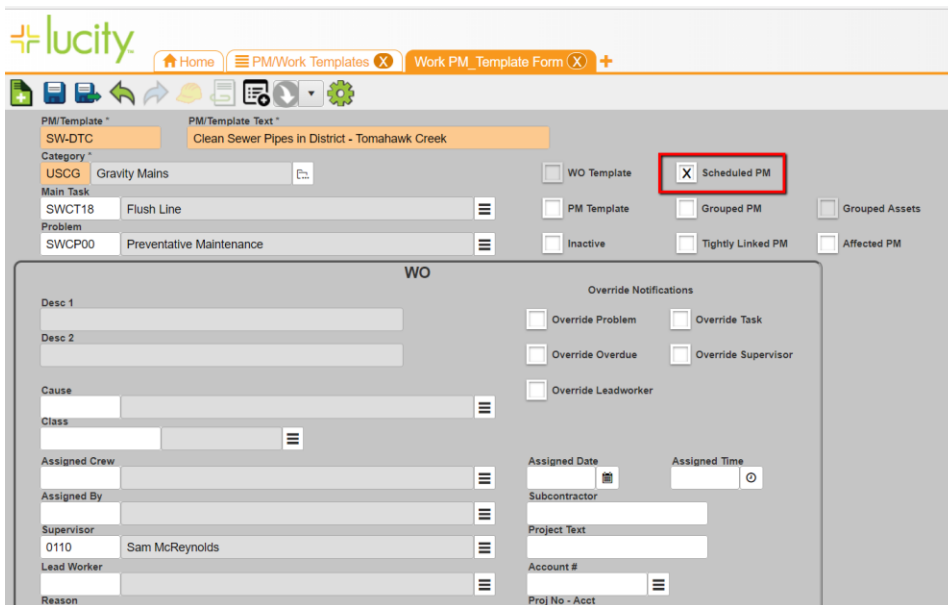 lucity™
Home PM/Work Templates X Work PM_Template Form X +
PM/Template * PM/Template Text *
SW-DTC Clean Sewer Pipes in District - Tomahawk Creek
Category *
USCG Gravity Mains WO Template X Scheduled PM
Main Task
SWCT18 Flush Line PM Template Grouped PM Grouped Assets
Problem
SWCP00 Preventative Maintenance Inactive Tightly Linked PM Affected PM
WO
Override Notifications
Desc 1
Override Problem Override Task
Desc 2
Override Overdue Override Supervisor
Cause Override Leadworker
Class
Assigned Crew Assigned Date Assigned Time
Assigned By Subcontractor
Supervisor Project Text
0110 Sam McReynolds
Lead Worker Account #
Reason Proj No - Acct